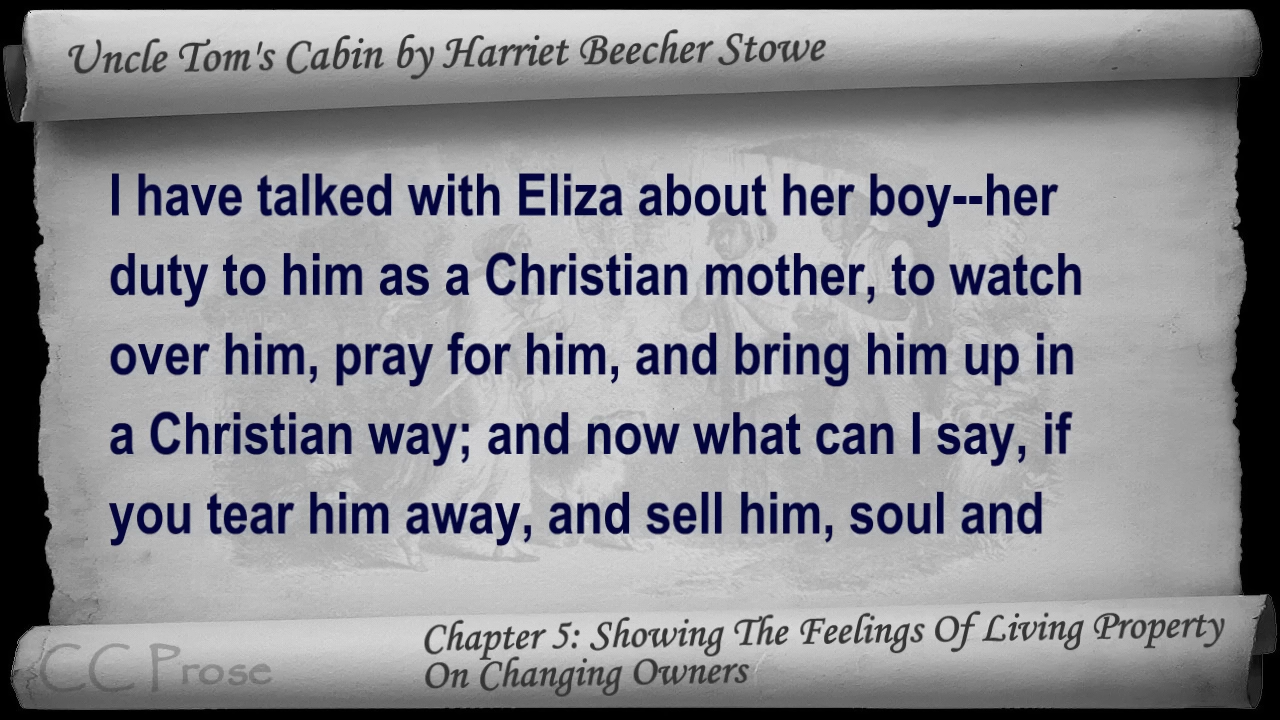 Uncle Tom's Cabin by Harriet Beecher Stowe
I have talked with Eliza about her boy--her
duty to him as a Christian mother, to watch
over him, pray for him, and bring him up in
a Christian way; and now what can I say, if
you tear him away, and sell him, soul and
CC Prose
Chapter 5: Showing The Feelings Of Living Property
On Changing Owners